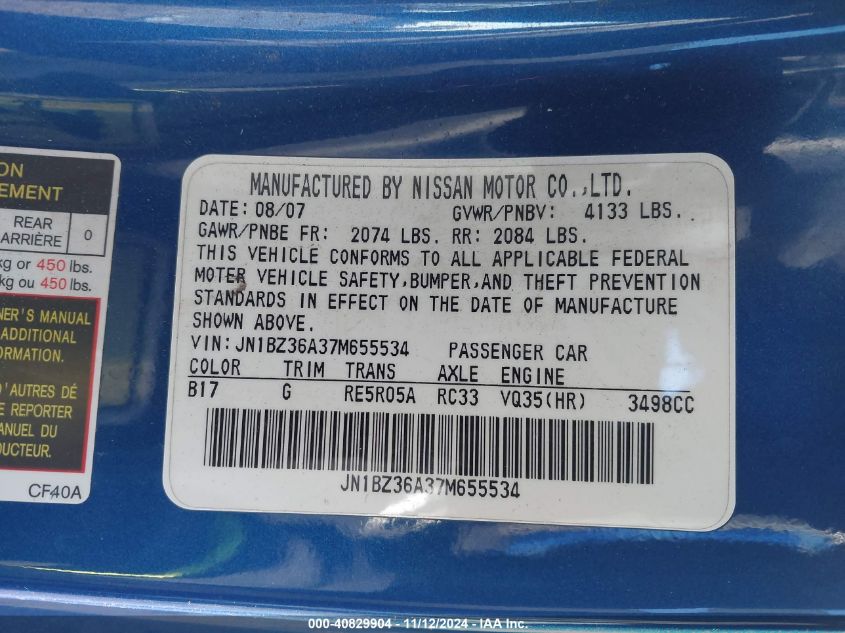 ON
EMENT
REAR
ARRIÈRE
0
kg or 450 lbs.
kg ou 450 lbs.
ER'S MANUAL
ADDITIONAL
ORMATION.
D'AUTRES DÉ
E REPORTER
ANUEL DU
DUCTEUR.
CF40A
MANUFACTURED BY NISSAN MOTOR CO.,LTD.
DATE: 08/07 GVWR/PNBV: 4133 LBS.
GAWR/PNBE FR: 2074 LBS. RR: 2084 LBS.
THIS VEHICLE CONFORMS TO ALL APPLICABLE FEDERAL
MOTER VEHICLE SAFETY,BUMPER,AND THEFT PREVENTION
STANDARDS IN EFFECT ON THE DATE OF MANUFACTURE
SHOWN ABOVE.
VIN: JN1BZ36A37M655534 PASSENGER CAR
COLOR TRIM TRANS AXLE ENGINE
B17 G RE5R05A RC33 VQ35(HR) 3498CC
JN1BZ36A37M655534
000-40829904 - 11/12/2024 - IAA Inc.